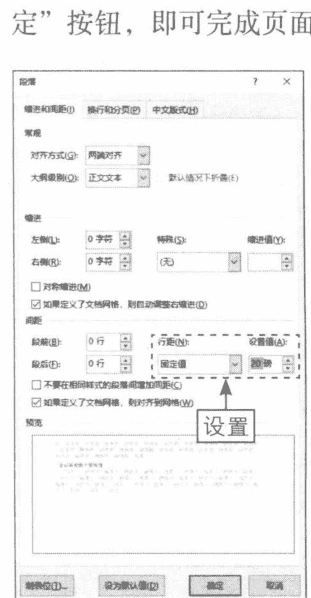 定”按钮，即可完成页面
段落 ? ×
缩进和间距(I) 换行和分页(P) 中文版式(H)
常规
对齐方式(G): 两端对齐
大纲级别(O): 正文文本 默认情况下折叠(E)
缩进
左侧(L): 0 字符 特殊(S): 缩进值(Y):
右侧(R): 0 字符 (无)
对称缩进(M)
如果定义了文档网格，则自动调整右缩进(D)
间距
段前(B): 0 行 行距(N): 设置值(A):
段后(F): 0 行 固定值 20 磅
不要在相同样式的段落间增加间距(C)
如果定义了文档网格，则对齐到网格(W)
设置
预览
制表位(T)... 设为默认值(D) 确定 取消